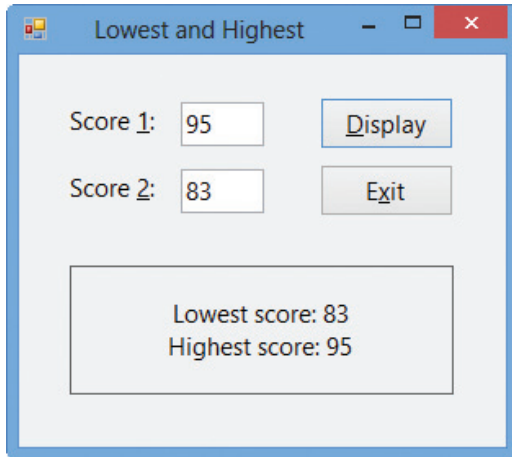 Lowest and Highest
Score 1: 95 Display
Score 2: 83 Exit
Lowest score: 83
Highest score: 95